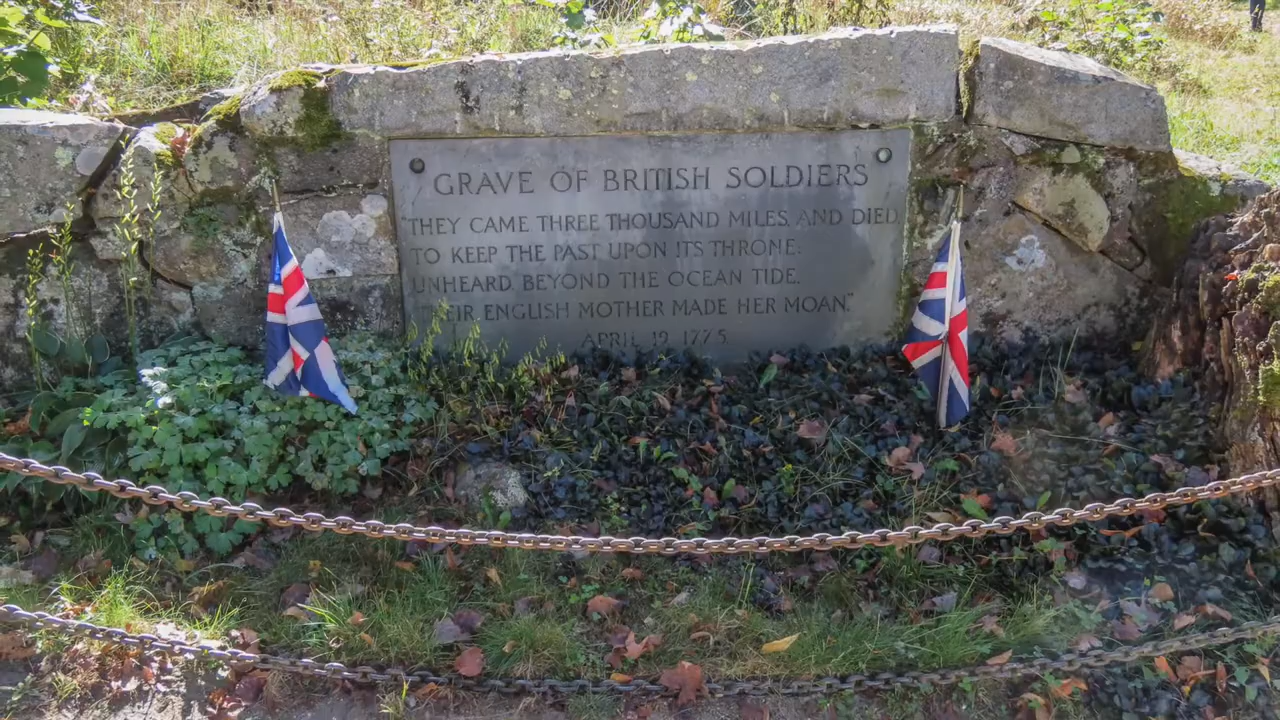 GRAVE OF BRITISH SOLDIERS
"THEY CAME THREE THOUSAND MILES, AND DIED,
TO KEEP THE PAST UPON ITS THRONE:
UNHEARD, BEYOND THE OCEAN TIDE,
THEIR ENGLISH MOTHER MADE HER MOAN."
APRIL 19, 1775